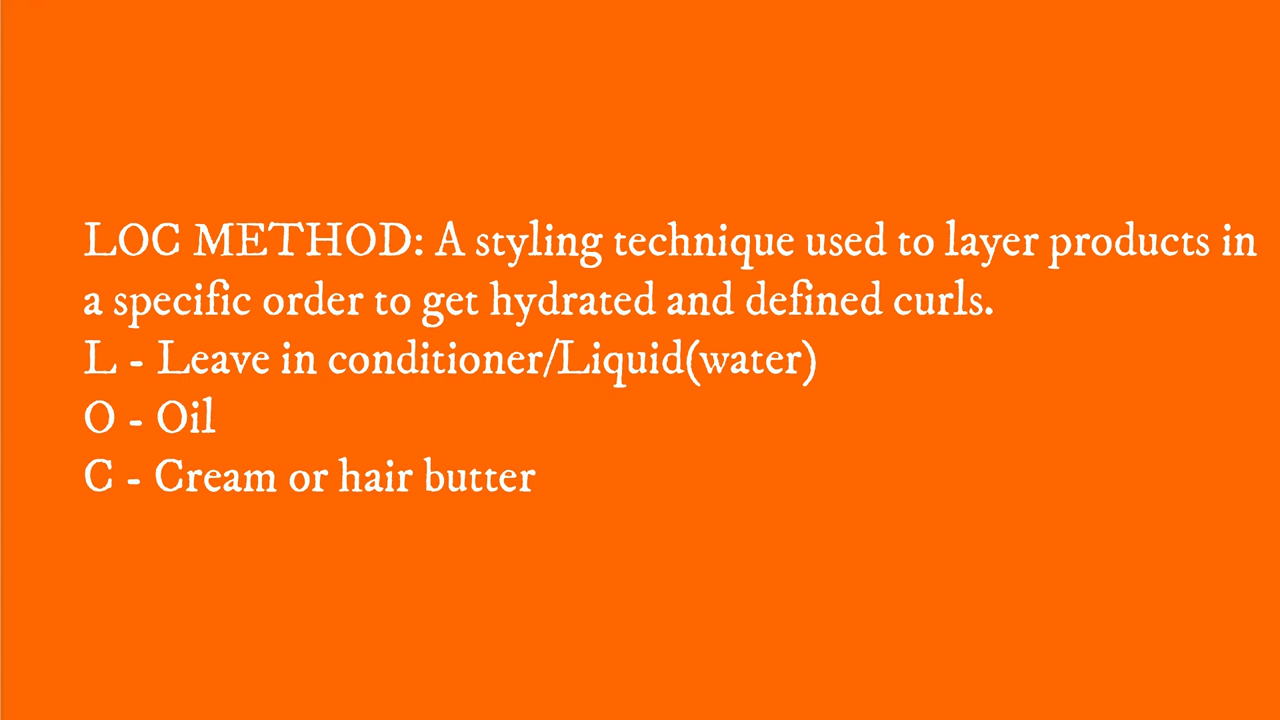 LOC METHOD: A styling technique used to layer products in
a specific order to get hydrated and defined curls.
L - Leave in conditioner/Liquid(water)
O - Oil
C - Cream or hair butter